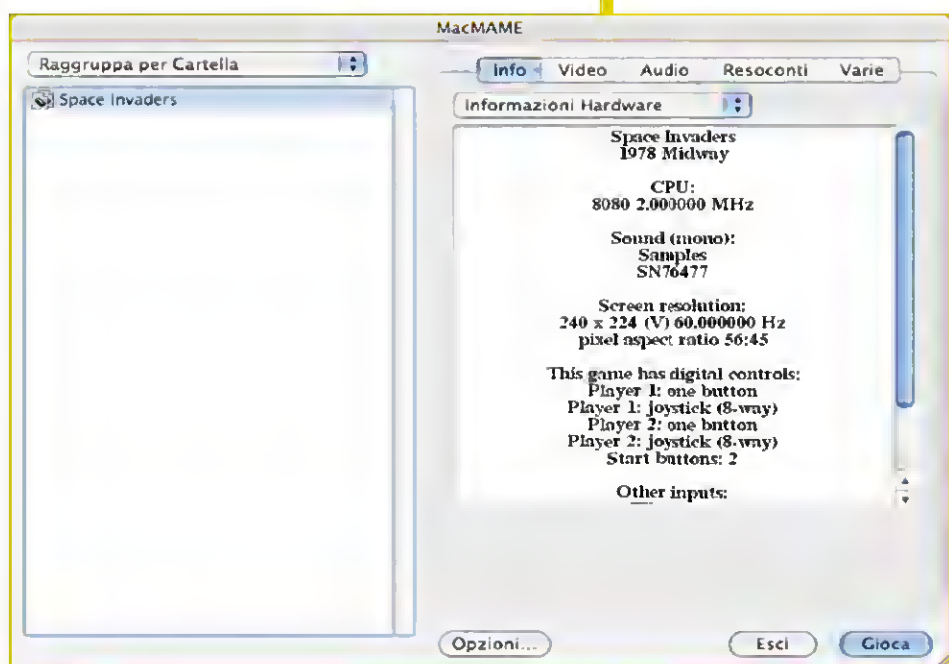 MacMAME
Raggruppa per Cartella
Space Invaders
Info Video Audio Resoconti Varie
Informazioni Hardware
Space Invaders
1978 Midway
CPU:
8080 2.000000 MHz
Sound (mono):
Samples
SN76477
Screen resolution:
240 x 224 (V) 60.000000 Hz
pixel aspect ratio 56:45
This game has digital controls:
Player 1: one button
Player 1: joystick (8-way)
Player 2: one button
Player 2: joystick (8-way)
Start buttons: 2
Other inputs:
Opzioni... Esci Gioca